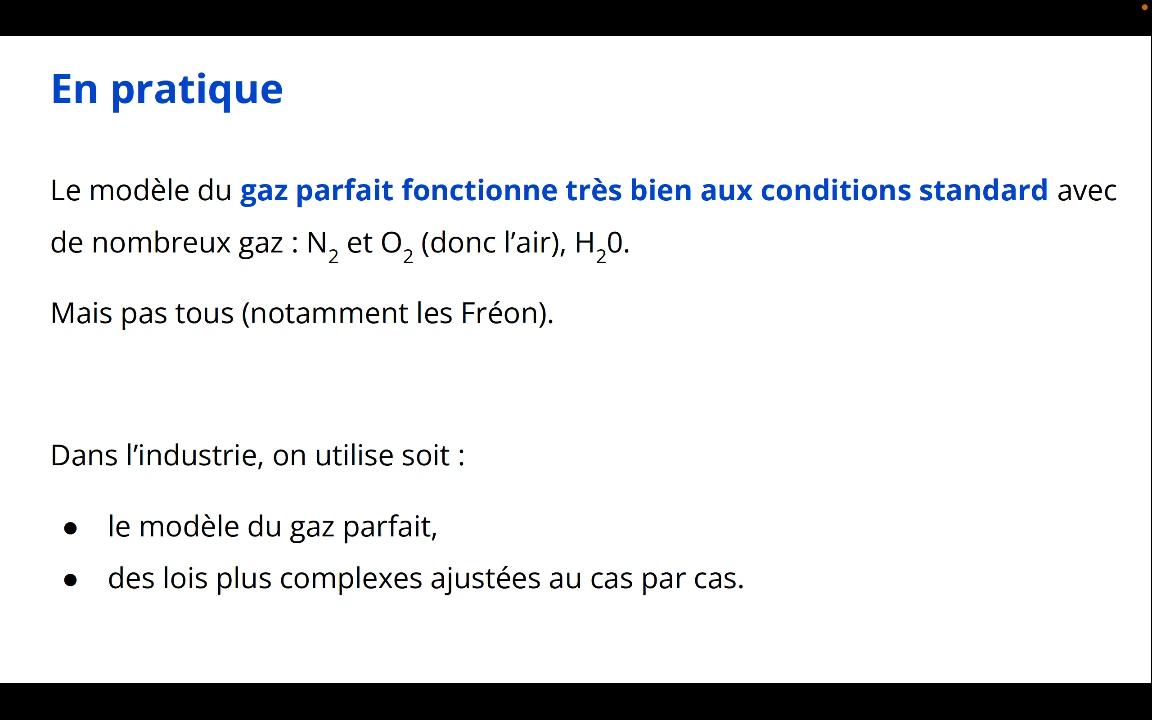 En pratique
Le modèle du gaz parfait fonctionne très bien aux conditions standard avec
de nombreux gaz : N₂ et O₂ (donc l’air), H₂0.
Mais pas tous (notamment les Fréon).
Dans l’industrie, on utilise soit :
● le modèle du gaz parfait,
● des lois plus complexes ajustées au cas par cas.